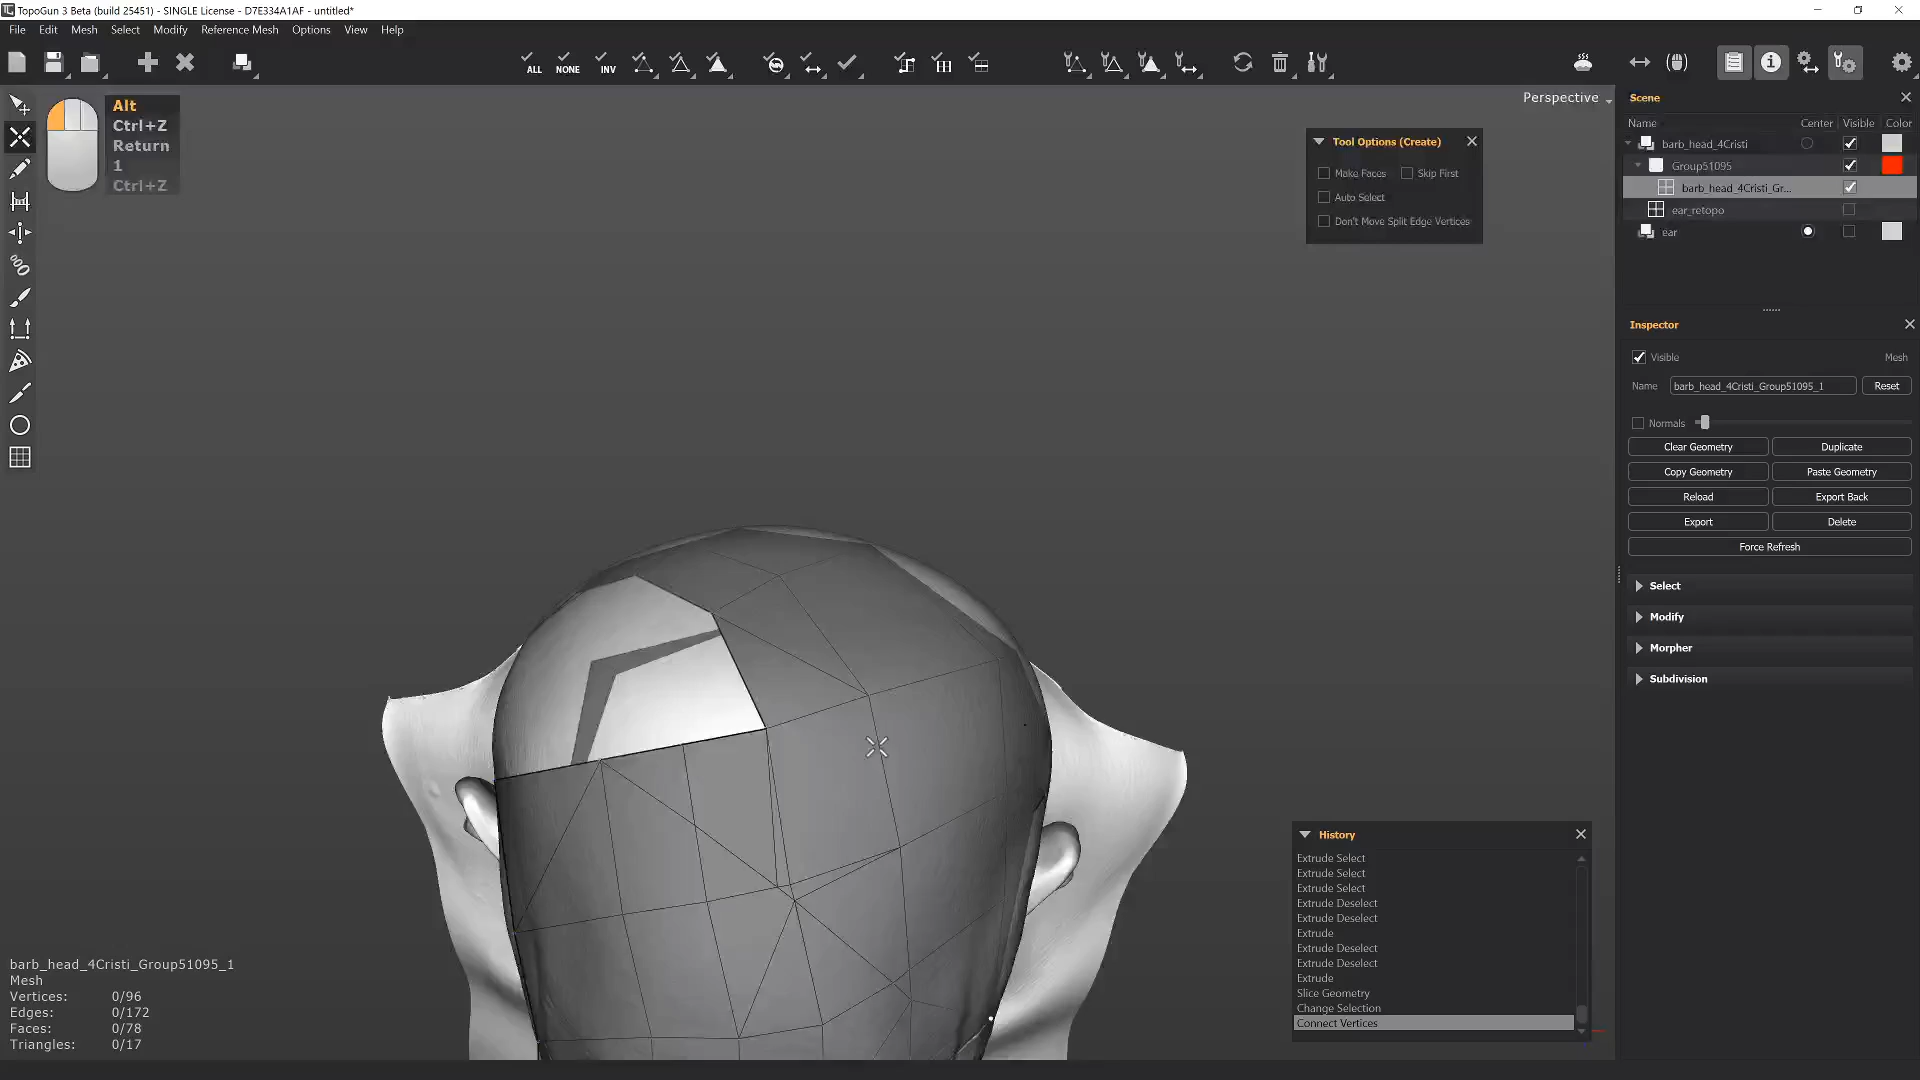 TopoGun 3 Beta (build 25451) - SINGLE License - D7E334A1AF - untitled*
File Edit Mesh Select Modify Reference Mesh Options View Help
ALL NONE INV
Alt
Ctrl+Z
Return
1
Ctrl+Z
Perspective
Tool Options (Create)
Make Faces Skip First
Auto Select
Don't Move Split Edge Vertices
Scene
Name Center Visible Color
barb_head_4Cristi
Group51095
barb_head_4Cristi_Gr...
ear_retopo
ear
Inspector
Visible Mesh
Name barb_head_4Cristi_Group51095_1 Reset
Normals
Clear Geometry Duplicate
Copy Geometry Paste Geometry
Reload Export Back
Export Delete
Force Refresh
Select
Modify
Morpher
Subdivision
History
Extrude Select
Extrude Select
Extrude Select
Extrude Deselect
Extrude Deselect
Extrude
Extrude Deselect
Extrude Deselect
Extrude
Slice Geometry
Change Selection
Connect Vertices
barb_head_4Cristi_Group51095_1
Mesh
Vertices: 0/96
Edges: 0/172
Faces: 0/78
Triangles: 0/17